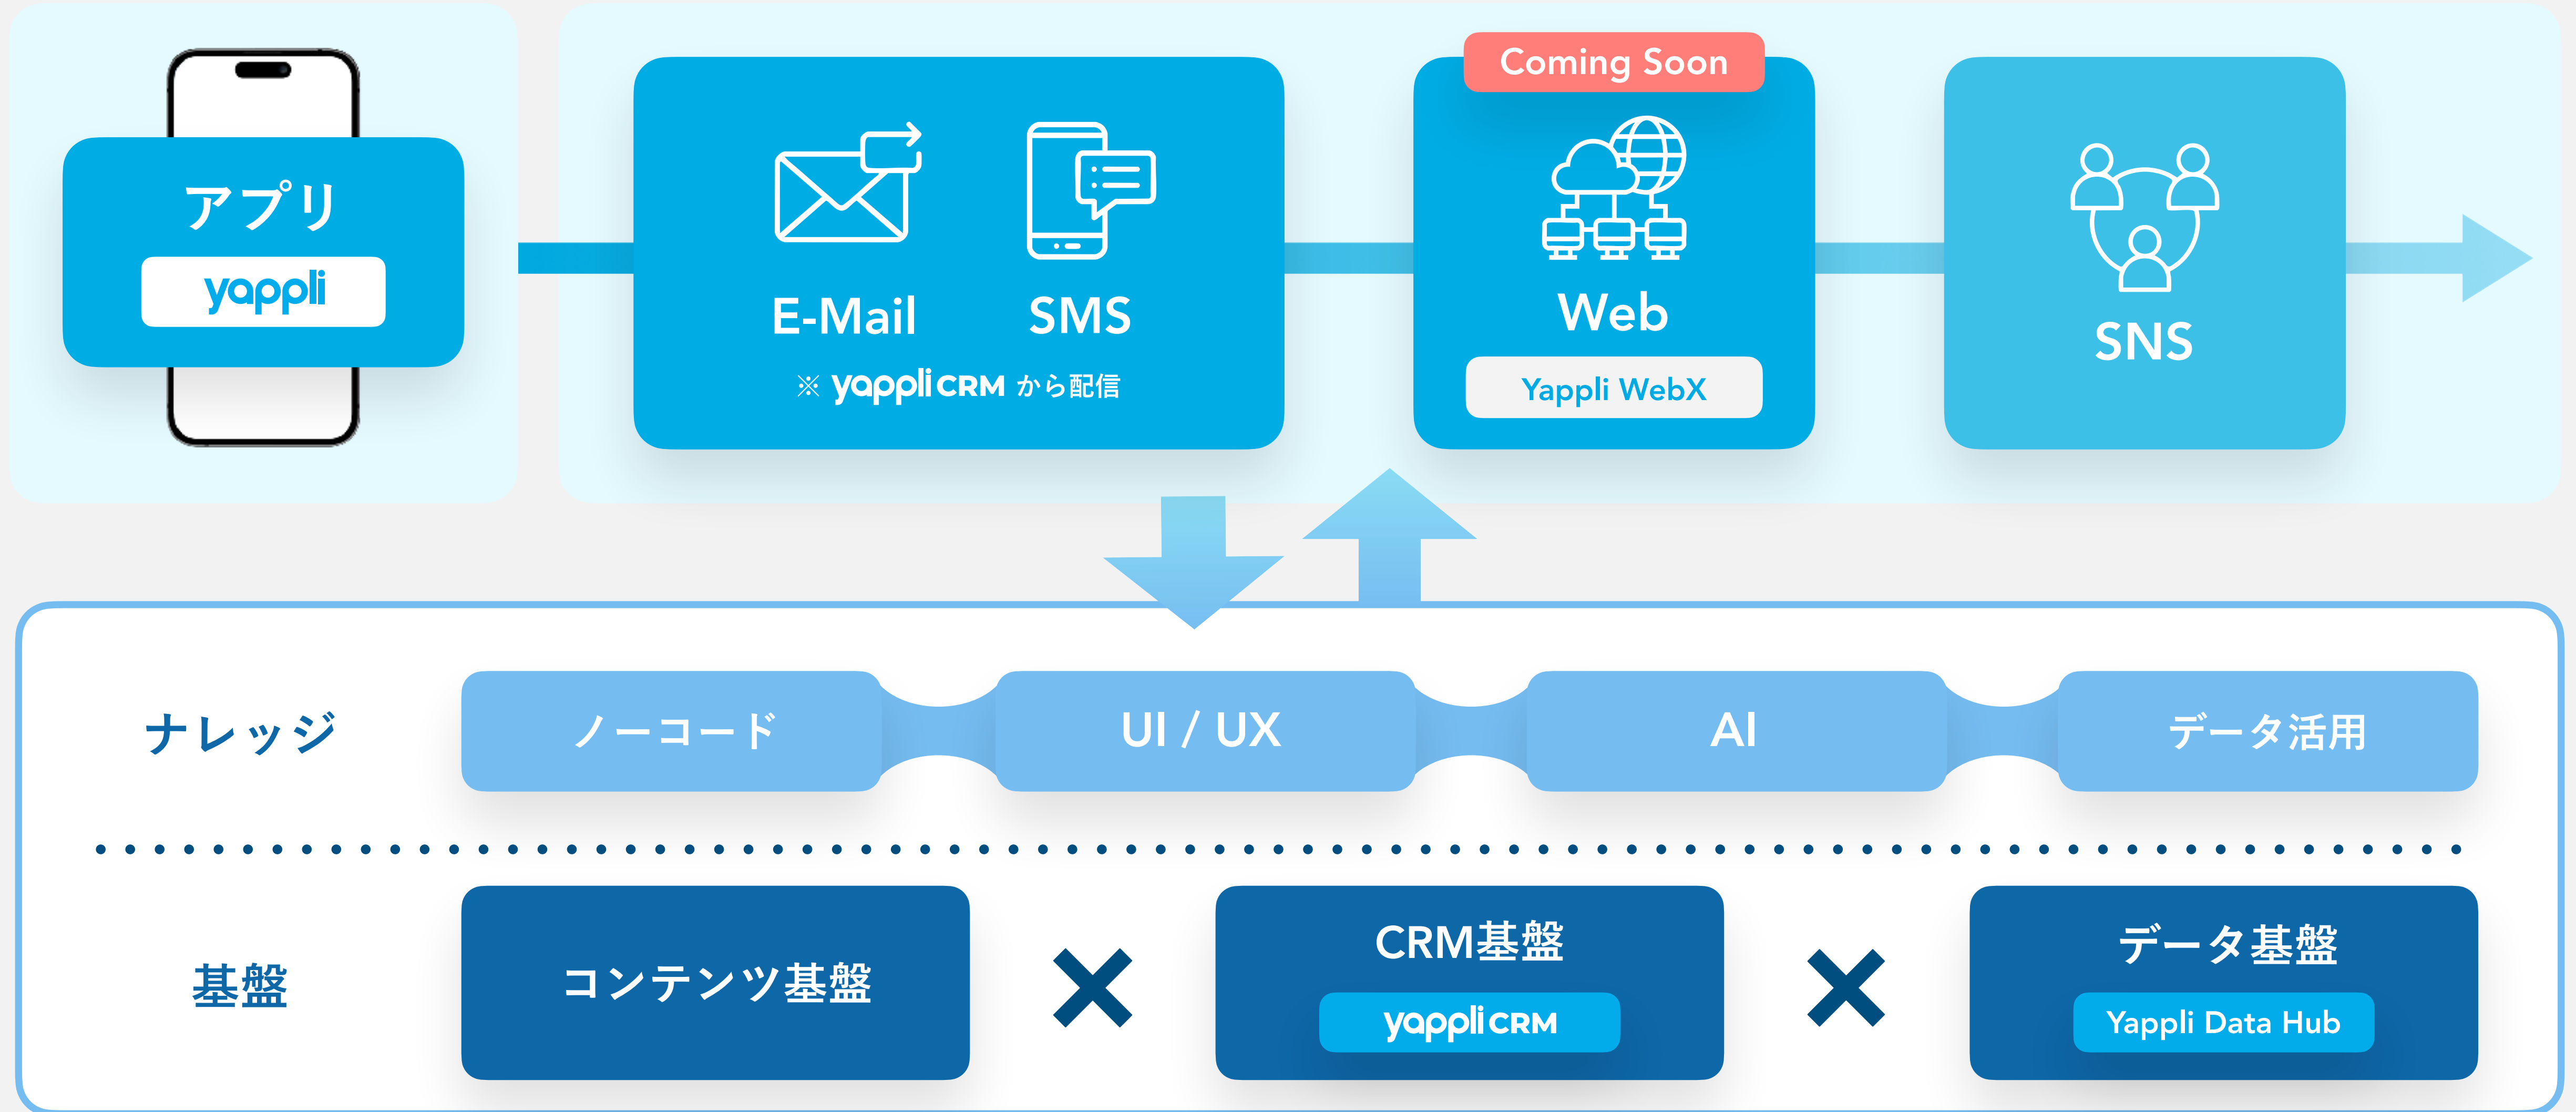 アプリ
yappli
E-Mail
SMS
※ yappli CRM から配信
Coming Soon
Web
Yappli WebX
SNS
ナレッジ
ノーコード
UI / UX
AI
データ活用
基盤
コンテンツ基盤
CRM基盤
yappli CRM
データ基盤
Yappli Data Hub